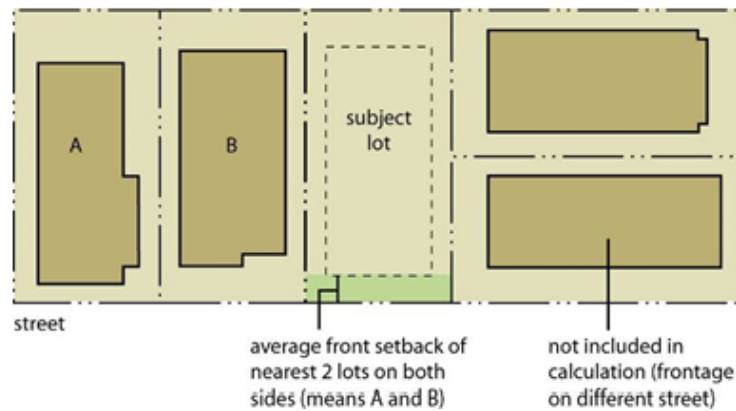 A
B
subject
lot
street
average front setback of
nearest 2 lots on both
sides (means A and B)
not included in
calculation (frontage
on different street)